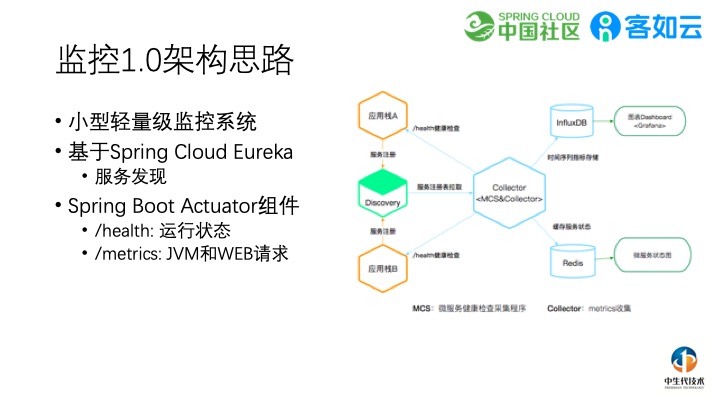 SPRING CLOUD
中国社区
客如云
监控1.0架构思路
• 小型轻量级监控系统
• 基于Spring Cloud Eureka
• 服务发现
• Spring Boot Actuator组件
• /health: 运行状态
• /metrics: JVM和WEB请求
应用栈A
/health健康检查
服务注册
Discovery
服务注册表拉取
服务注册
/health健康检查
应用栈B
Collector
<MCS&Collector>
InfluxDB
图表Dashboard
<Grafana>
时间序列指标存储
缓存服务状态
Redis
微服务状态图
MCS：微服务健康检查采集程序
Collector：metrics收集
中生代技术